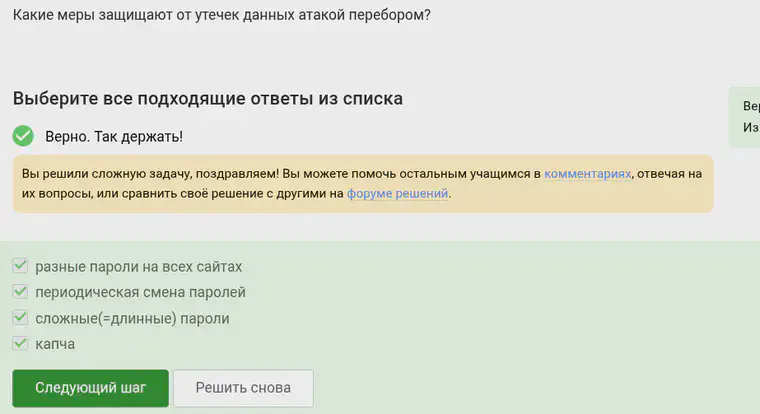 Какие меры защищают от утечек данных атакой перебором?
Выберите все подходящие ответы из списка
Верно. Так держать!
Вы решили сложную задачу, поздравляем! Вы можете помочь остальным учащимся в комментариях, отвечая на
их вопросы, или сравнить своё решение с другими на форуме решений.
Вер
Из
разные пароли на всех сайтах
периодическая смена паролей
сложные(=длинные) пароли
капча
Следующий шаг
Решить снова